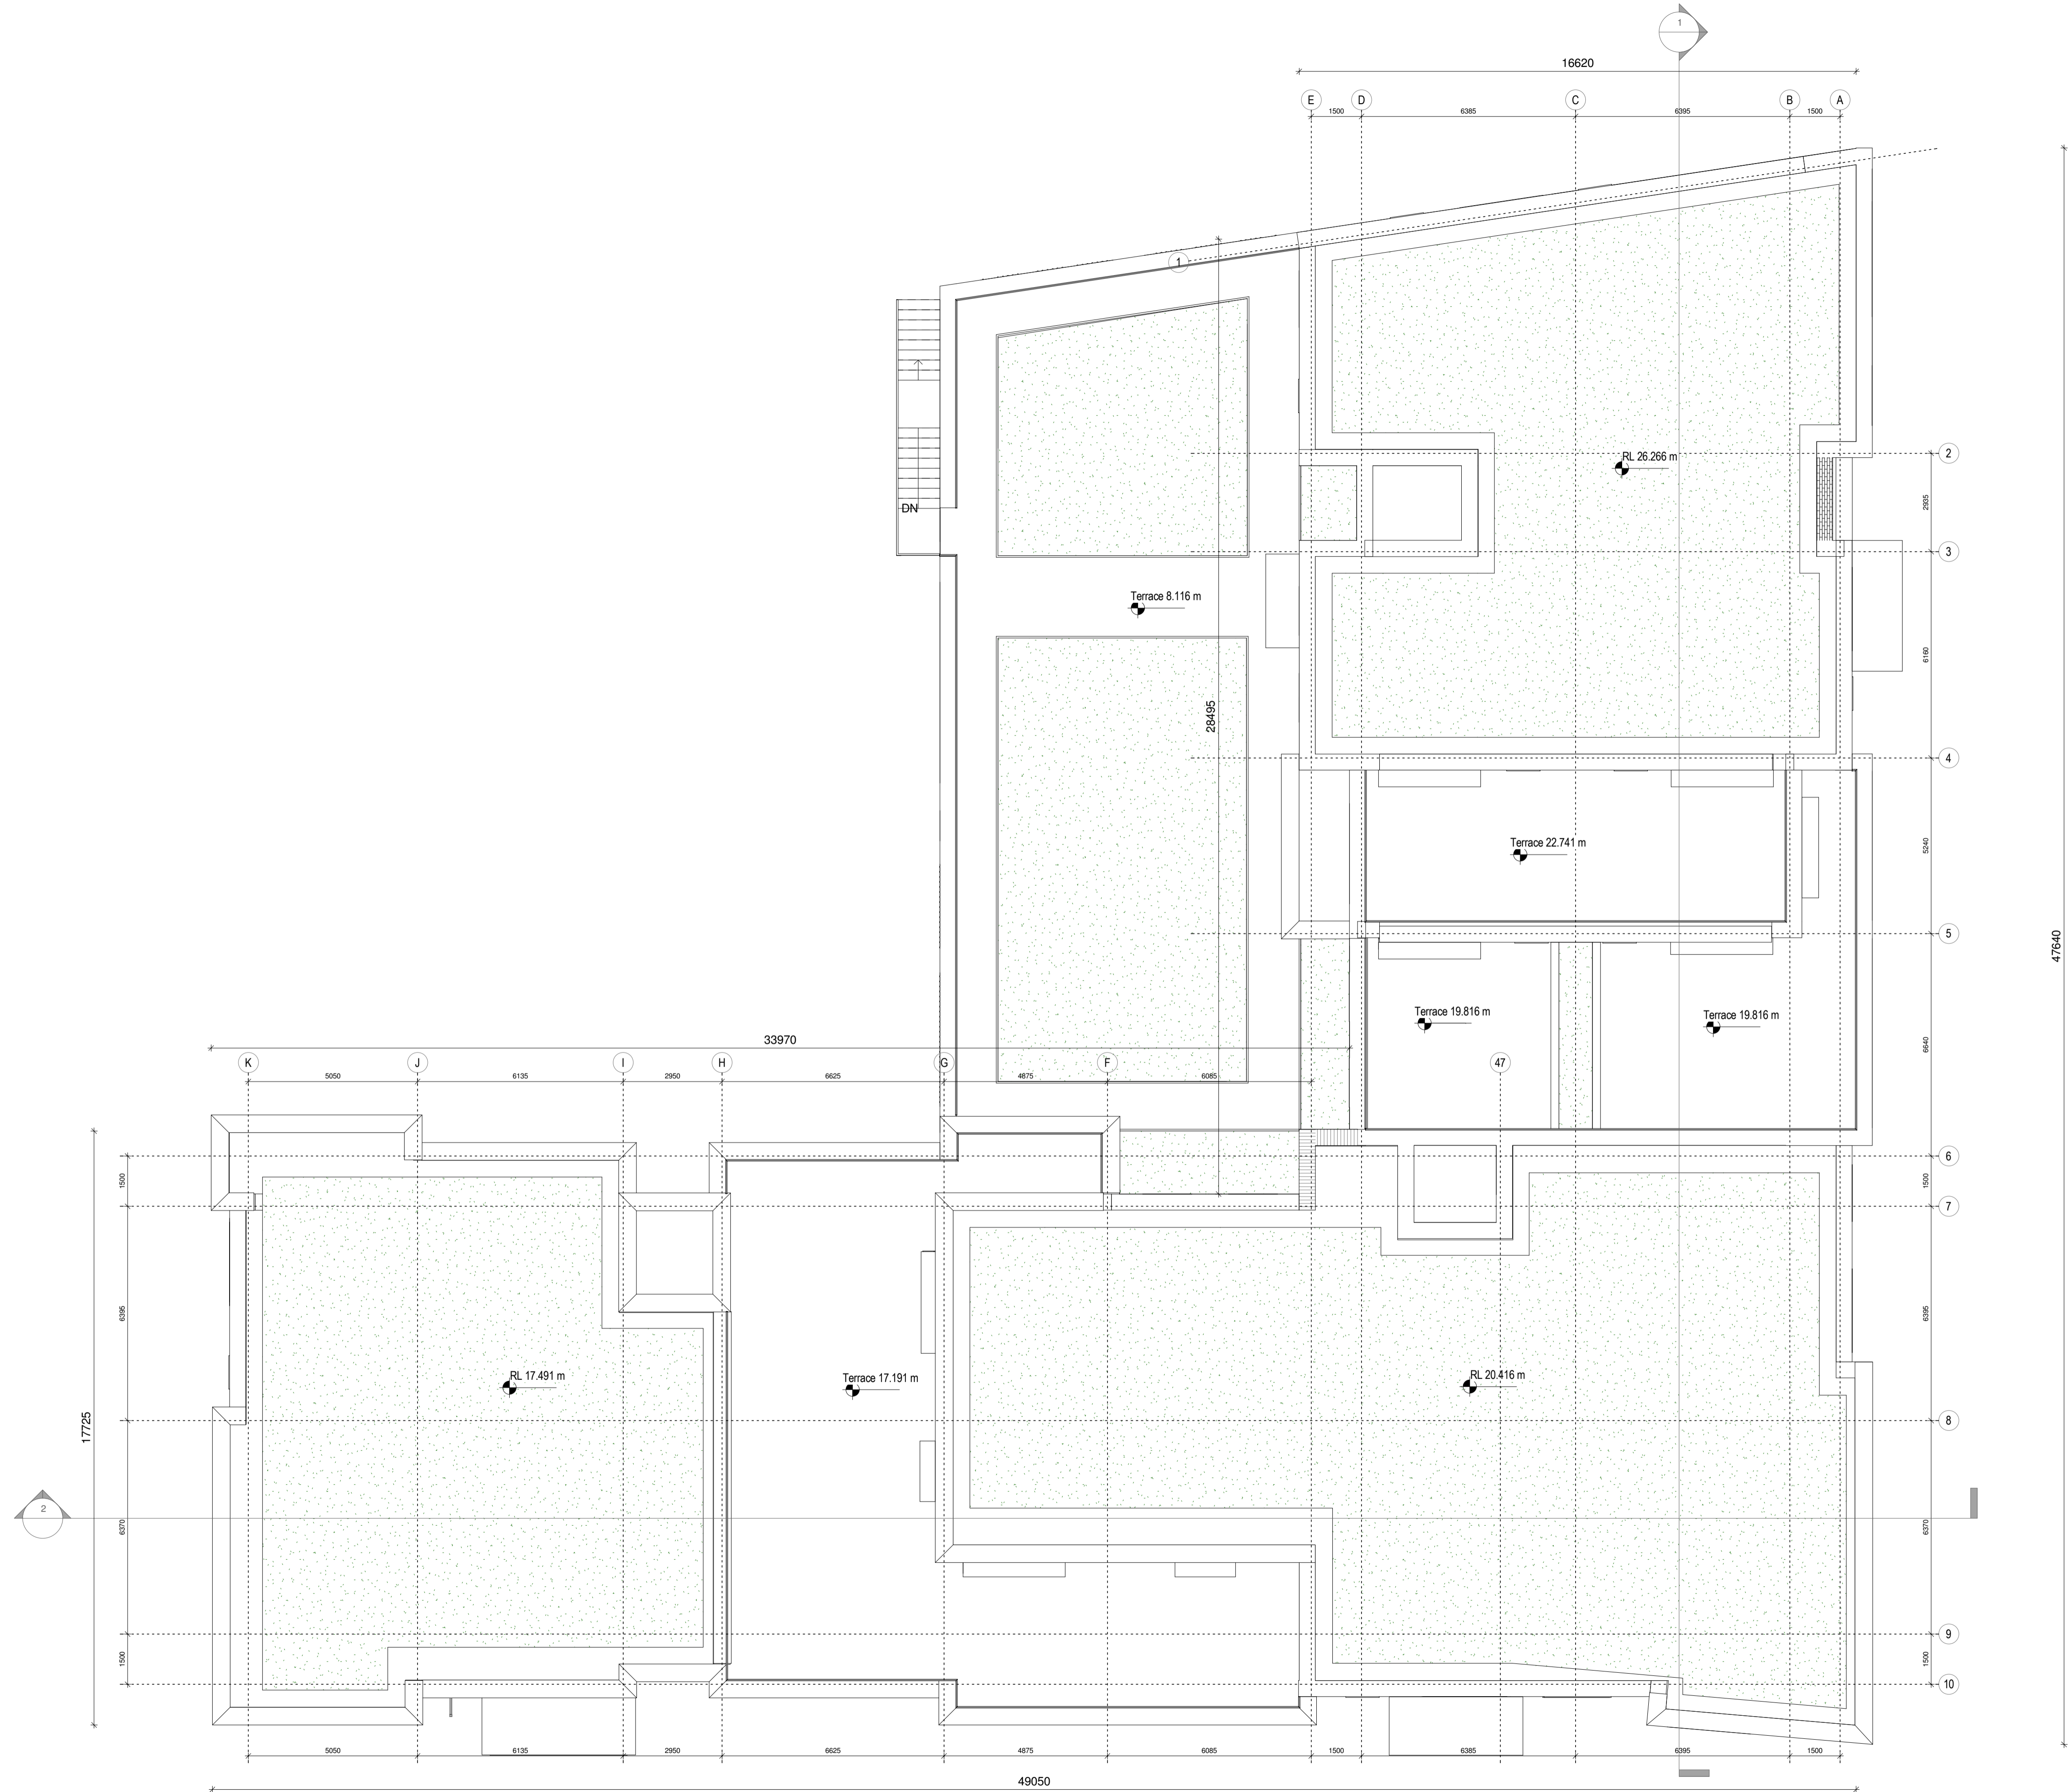 1
16620
E
D
C
B
A
1500
6385
6395
1500
1
2
RL 26.266 m
2935
DN
3
Terrace 8.116 m
6160
28495
4
Terrace 22.741 m
5240
5
47640
Terrace 19.816 m
Terrace 19.816 m
33970
6640
K
J
I
H
G
F
47
5050
6135
2950
6625
4875
6085
6
1500
1500
7
6395
6395
RL 17.491 m
Terrace 17.191 m
RL 20.416 m
17725
8
2
6370
6370
9
1500
1500
10
5050
6135
2950
6625
4875
6085
1500
6385
6395
1500
49050